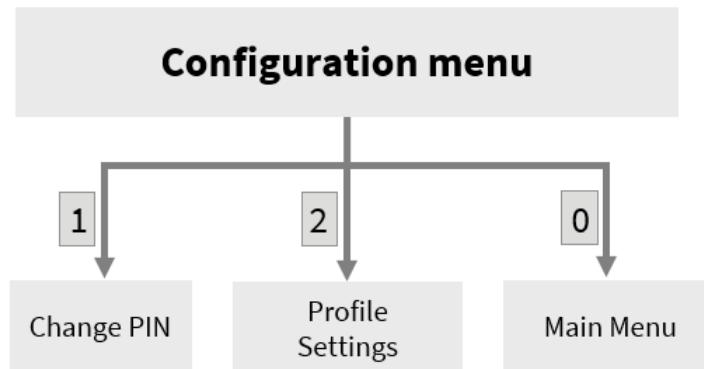 Configuration menu
1
2
0
Change PIN
Profile
Settings
Main Menu